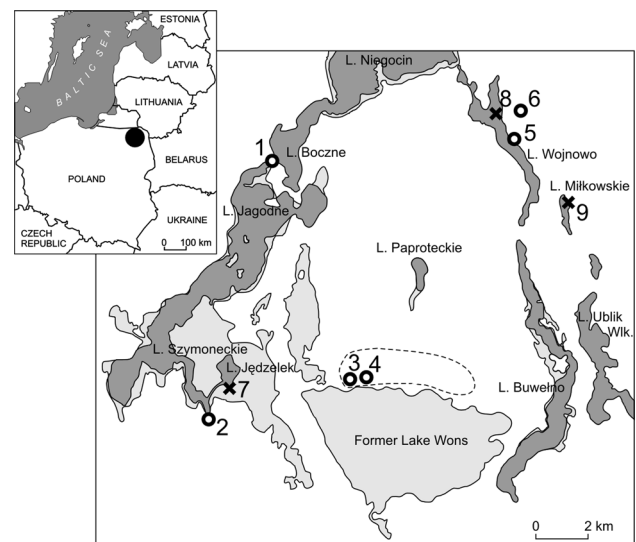 ESTONIA
BALTIC SEA
LATVIA
LITHUANIA
BELARUS
POLAND
UKRAINE
CZECH
REPUBLIC
0 100 km
L. Niegocin
8
6
5
1
L. Boczne
L. Wojnowo
L. Miłkowskie
9
L. Jagodne
L. Paproteckie
L. Ublik
Wlk.
L. Szymoneckie
L. Jędzelek
3 4
7
L. Buwełno
2
Former Lake Wons
0 2 km